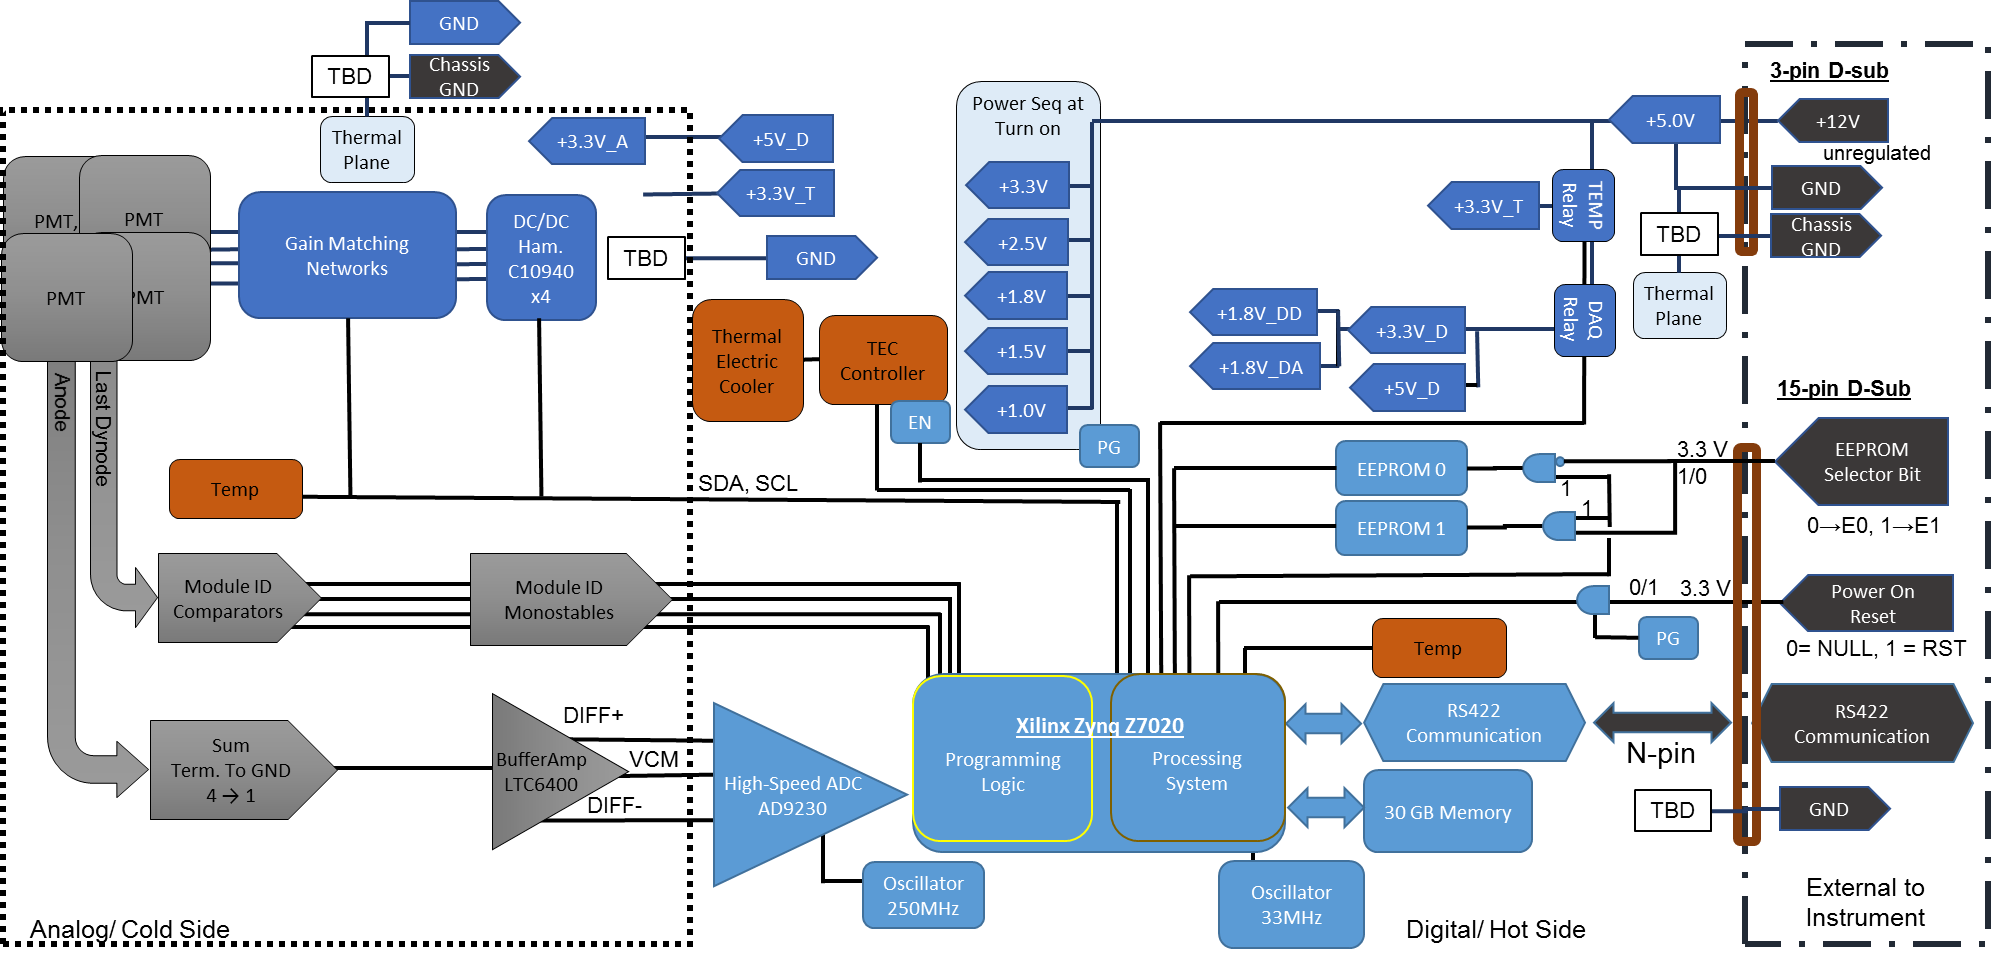 GND
TBD
Chassis
GND
Thermal
Plane
+3.3V_A
+5V_D
+3.3V_T
TBD
GND
PMT,
PMT
PMT
PMT
Gain Matching
Networks
DC/DC
Ham.
C10940
x4
Thermal
Electric
Cooler
TEC
Controller
EN
Power Seq at
Turn on
+3.3V
+2.5V
+1.8V
+1.5V
+1.0V
PG
+5.0V
TEMP
Relay
+3.3V_T
DAQ
Relay
+1.8V_DD
+3.3V_D
+1.8V_DA
+5V_D
3-pin D-sub
+12V
unregulated
GND
TBD
Chassis
GND
Thermal
Plane
15-pin D-Sub
EEPROM
Selector Bit
0→E0, 1→E1
3.3 V
1/0
EEPROM 0
1
EEPROM 1
1
Anode
Last Dynode
Temp
SDA, SCL
Module ID
Comparators
Module ID
Monostables
0/1
3.3 V
Power On
Reset
0= NULL, 1 = RST
PG
Temp
Sum
Term. To GND
4 → 1
BufferAmp
LTC6400
DIFF+
VCM
DIFF-
High-Speed ADC
AD9230
Oscillator
250MHz
Xilinx Zynq Z7020
Programming
Logic
Processing
System
RS422
Communication
N-pin
RS422
Communication
30 GB Memory
TBD
GND
Oscillator
33MHz
Analog/ Cold Side
Digital/ Hot Side
External to
Instrument